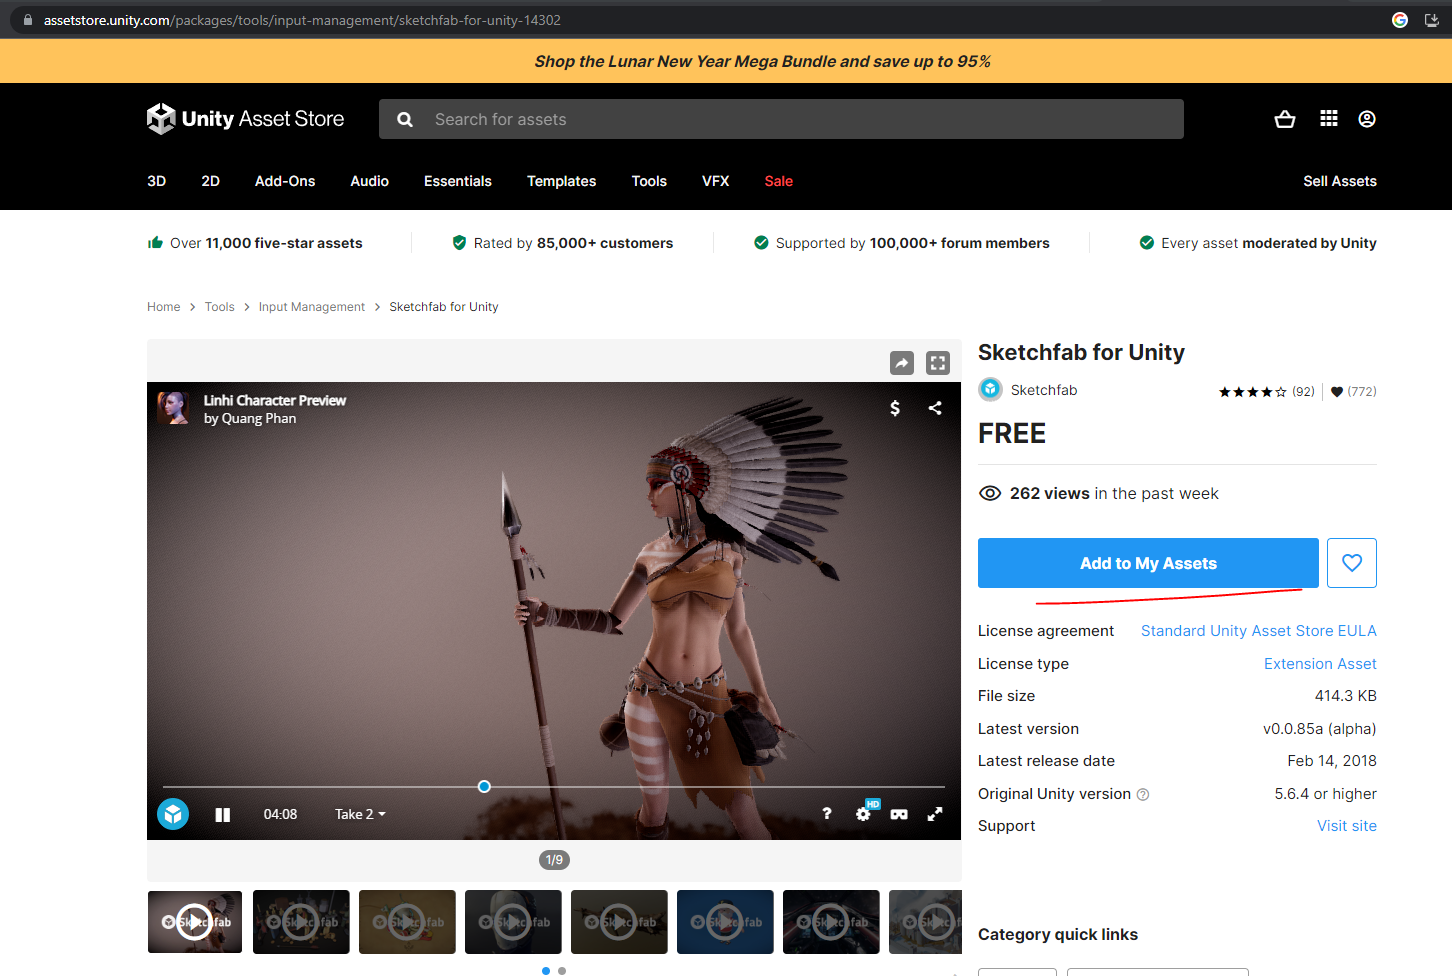 assetstore.unity.com/packages/tools/input-management/sketchfab-for-unity-14302
Shop the Lunar New Year Mega Bundle and save up to 95%
Unity Asset Store
Search for assets
3D 2D Add-Ons Audio Essentials Templates Tools VFX Sale Sell Assets
Over 11,000 five-star assets Rated by 85,000+ customers Supported by 100,000+ forum members Every asset moderated by Unity
Home > Tools > Input Management > Sketchfab for Unity
Linhi Character Preview
by Quang Phan
$
04:08 Take 2 ? HD
1/9
Sketchfab for Unity
Sketchfab (92) (772)
FREE
262 views in the past week
Add to My Assets
License agreement Standard Unity Asset Store EULA
License type Extension Asset
File size 414.3 KB
Latest version v0.0.85a (alpha)
Latest release date Feb 14, 2018
Original Unity version ? 5.6.4 or higher
Support Visit site
Category quick links